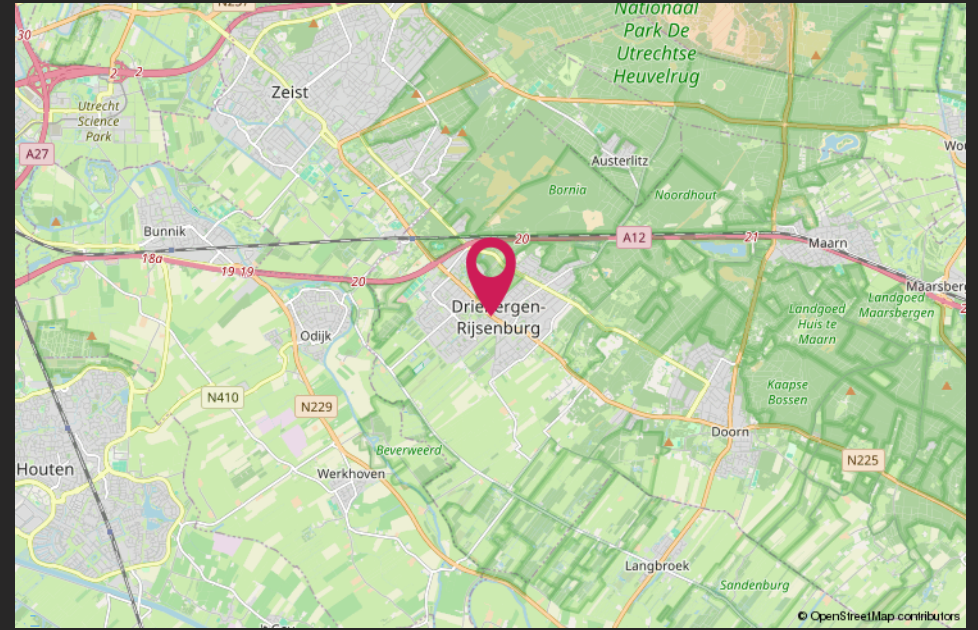 Nationaal
Park De
Utrechtse
Heuvelrug
30
2
2
Zeist
Utrecht
Science
Park
A27
Austerlitz
Bornia
Noordhout
Bunnik
20
A12
21
Maarn
18a
19 19
20
Driebergen-
Rijsenburg
Landgoed
Huis te
Maarn
Landgoed
Maarsbergen
Odijk
Kaapse
Bossen
N410
N229
Doorn
Beverweerd
N225
Houten
Werkhoven
Langbroek
Sandenburg
© OpenStreetMap contributors